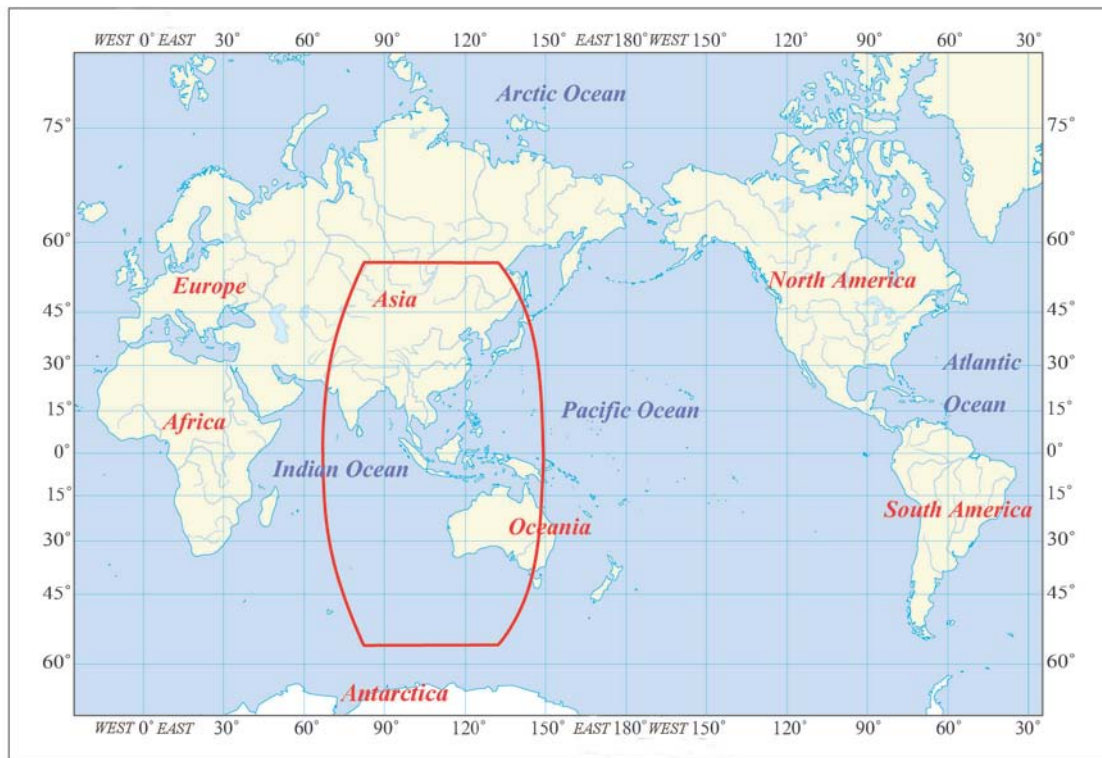 WEST 0° EAST 30° 60° 90° 120° 150° EAST 180° WEST 150° 120° 90° 60° 30°
Arctic Ocean
75° 75°
60° 60°
Europe Asia North America
45° 45°
30° Atlantic 30°
15° Africa Pacific Ocean Ocean 15°
0° Indian Ocean 0°
15° 15°
Oceania South America
30° 30°
45° 45°
60° 60°
Antarctica
WEST 0° EAST 30° 60° 90° 120° 150° EAST 180° WEST 150° 120° 90° 60° 30°